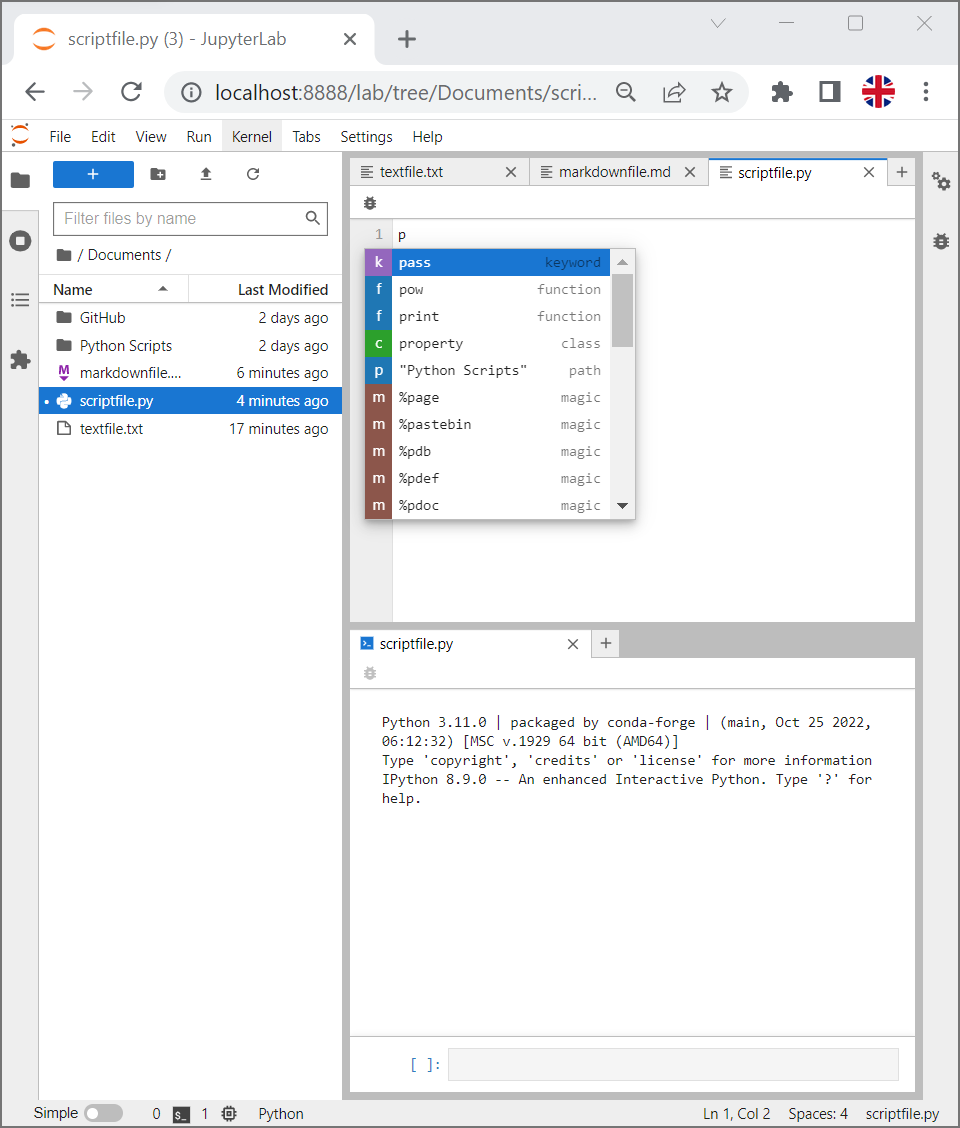 scriptfile.py (3) - JupyterLab
localhost:8888/lab/tree/Documents/scri...
File Edit View Run Kernel Tabs Settings Help
Filter files by name
/ Documents /
Name Last Modified
GitHub 2 days ago
Python Scripts 2 days ago
M markdownfile.... 6 minutes ago
scriptfile.py 4 minutes ago
textfile.txt 17 minutes ago
textfile.txt markdownfile.md scriptfile.py
1 p
k pass keyword
f pow function
f print function
c property class
p "Python Scripts" path
m %page magic
m %pastebin magic
m %pdb magic
m %pdef magic
m %pdoc magic
scriptfile.py
Python 3.11.0 | packaged by conda-forge | (main, Oct 25 2022,
06:12:32) [MSC v.1929 64 bit (AMD64)]
Type 'copyright', 'credits' or 'license' for more information
IPython 8.9.0 -- An enhanced Interactive Python. Type '?' for
help.
[ ]:
Simple 0 $_ 1 Python Ln 1, Col 2 Spaces: 4 scriptfile.py